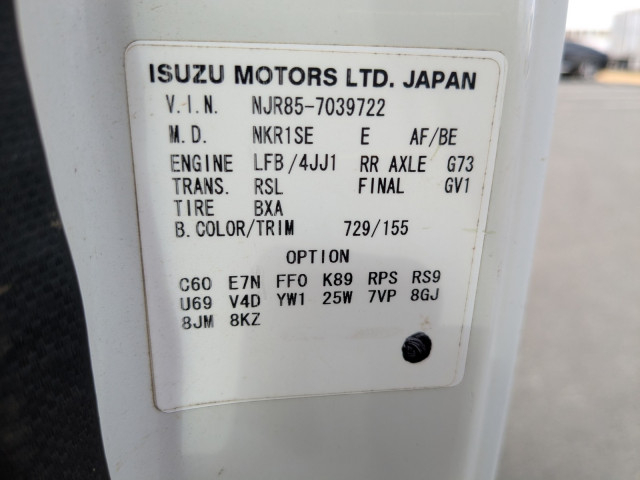 ISUZU MOTORS LTD. JAPAN
V.I.N. NJR85-7039722
M.D. NKR1SE E AF/BE
ENGINE LFB/4JJ1 RR AXLE G73
TRANS. RSL FINAL GV1
TIRE BXA
B.COLOR/TRIM 729/155
OPTION
C60 E7N FF0 K89 RPS RS9
U69 V4D YW1 25W 7VP 8GJ
8JM 8KZ